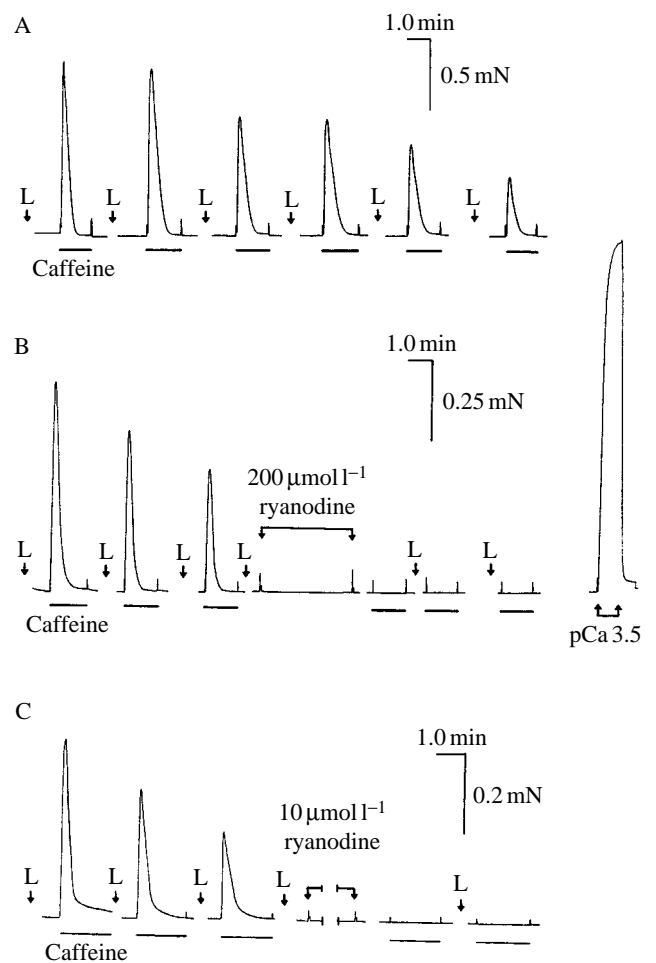 A
1.0 min
0.5 mN
L L L L L L
Caffeine
B
1.0 min
0.25 mN
200 μmol l⁻¹
ryanodine
L L L L L L
Caffeine
pCa 3.5
C
1.0 min
0.2 mN
10 μmol l⁻¹
ryanodine
L L L L L
Caffeine